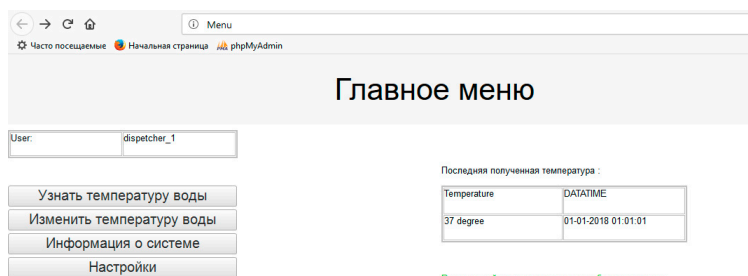 Menu
Часто посещаемые Начальная страница phpMyAdmin
Главное меню
User: dispetcher_1
Последняя полученная температура :
Temperature DATATIME
37 degree 01-01-2018 01:01:01
Узнать температуру воды
Изменить температуру воды
Информация о системе
Настройки